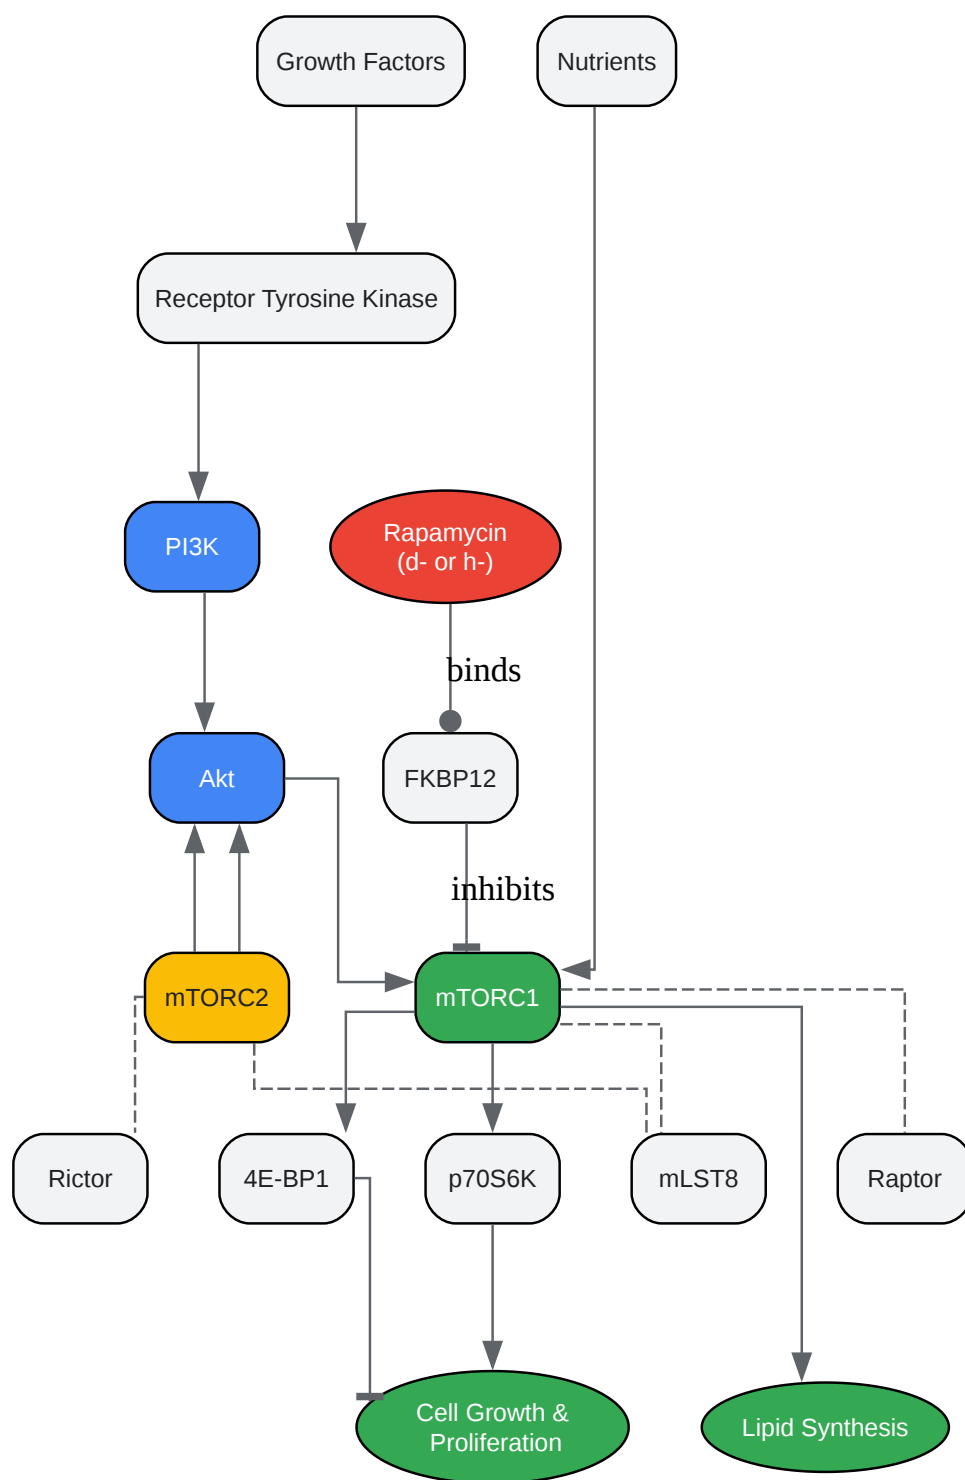 Growth Factors
Nutrients
Receptor Tyrosine Kinase
PI3K
Rapamycin
(d- or h-)
binds
Akt
FKBP12
inhibits
mTORC2
mTORC1
Rictor
4E-BP1
p70S6K
mLST8
Raptor
Cell Growth &
Proliferation
Lipid Synthesis